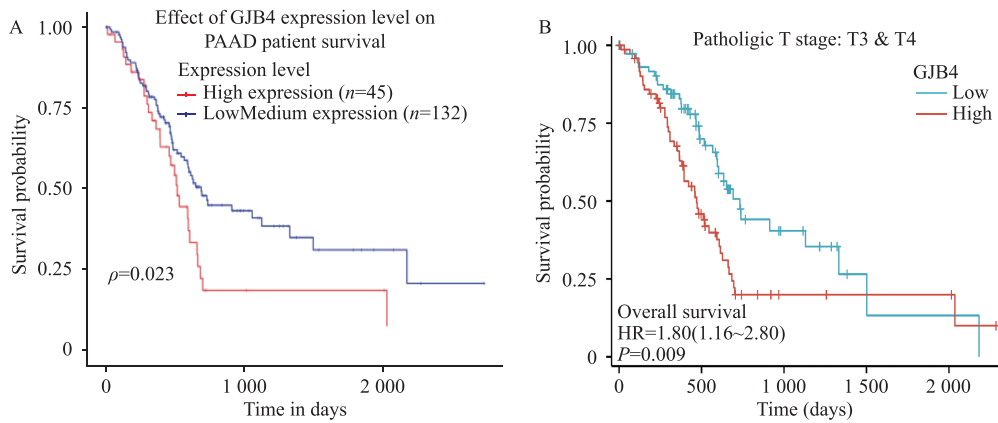 A
Effect of GJB4 expression level on
PAAD patient survival
Expression level
High expression (n=45)
LowMedium expression (n=132)
Survival probability
1.00
0.75
0.50
0.25
0
ρ=0.023
0
1 000
2 000
Time in days
B
Pathologic T stage: T3 & T4
GJB4
Low
High
Survival probability
1.00
0.75
0.50
0.25
0
Overall survival
HR=1.80(1.16~2.80)
P=0.009
0
500
1 000
1 500
2 000
Time (days)